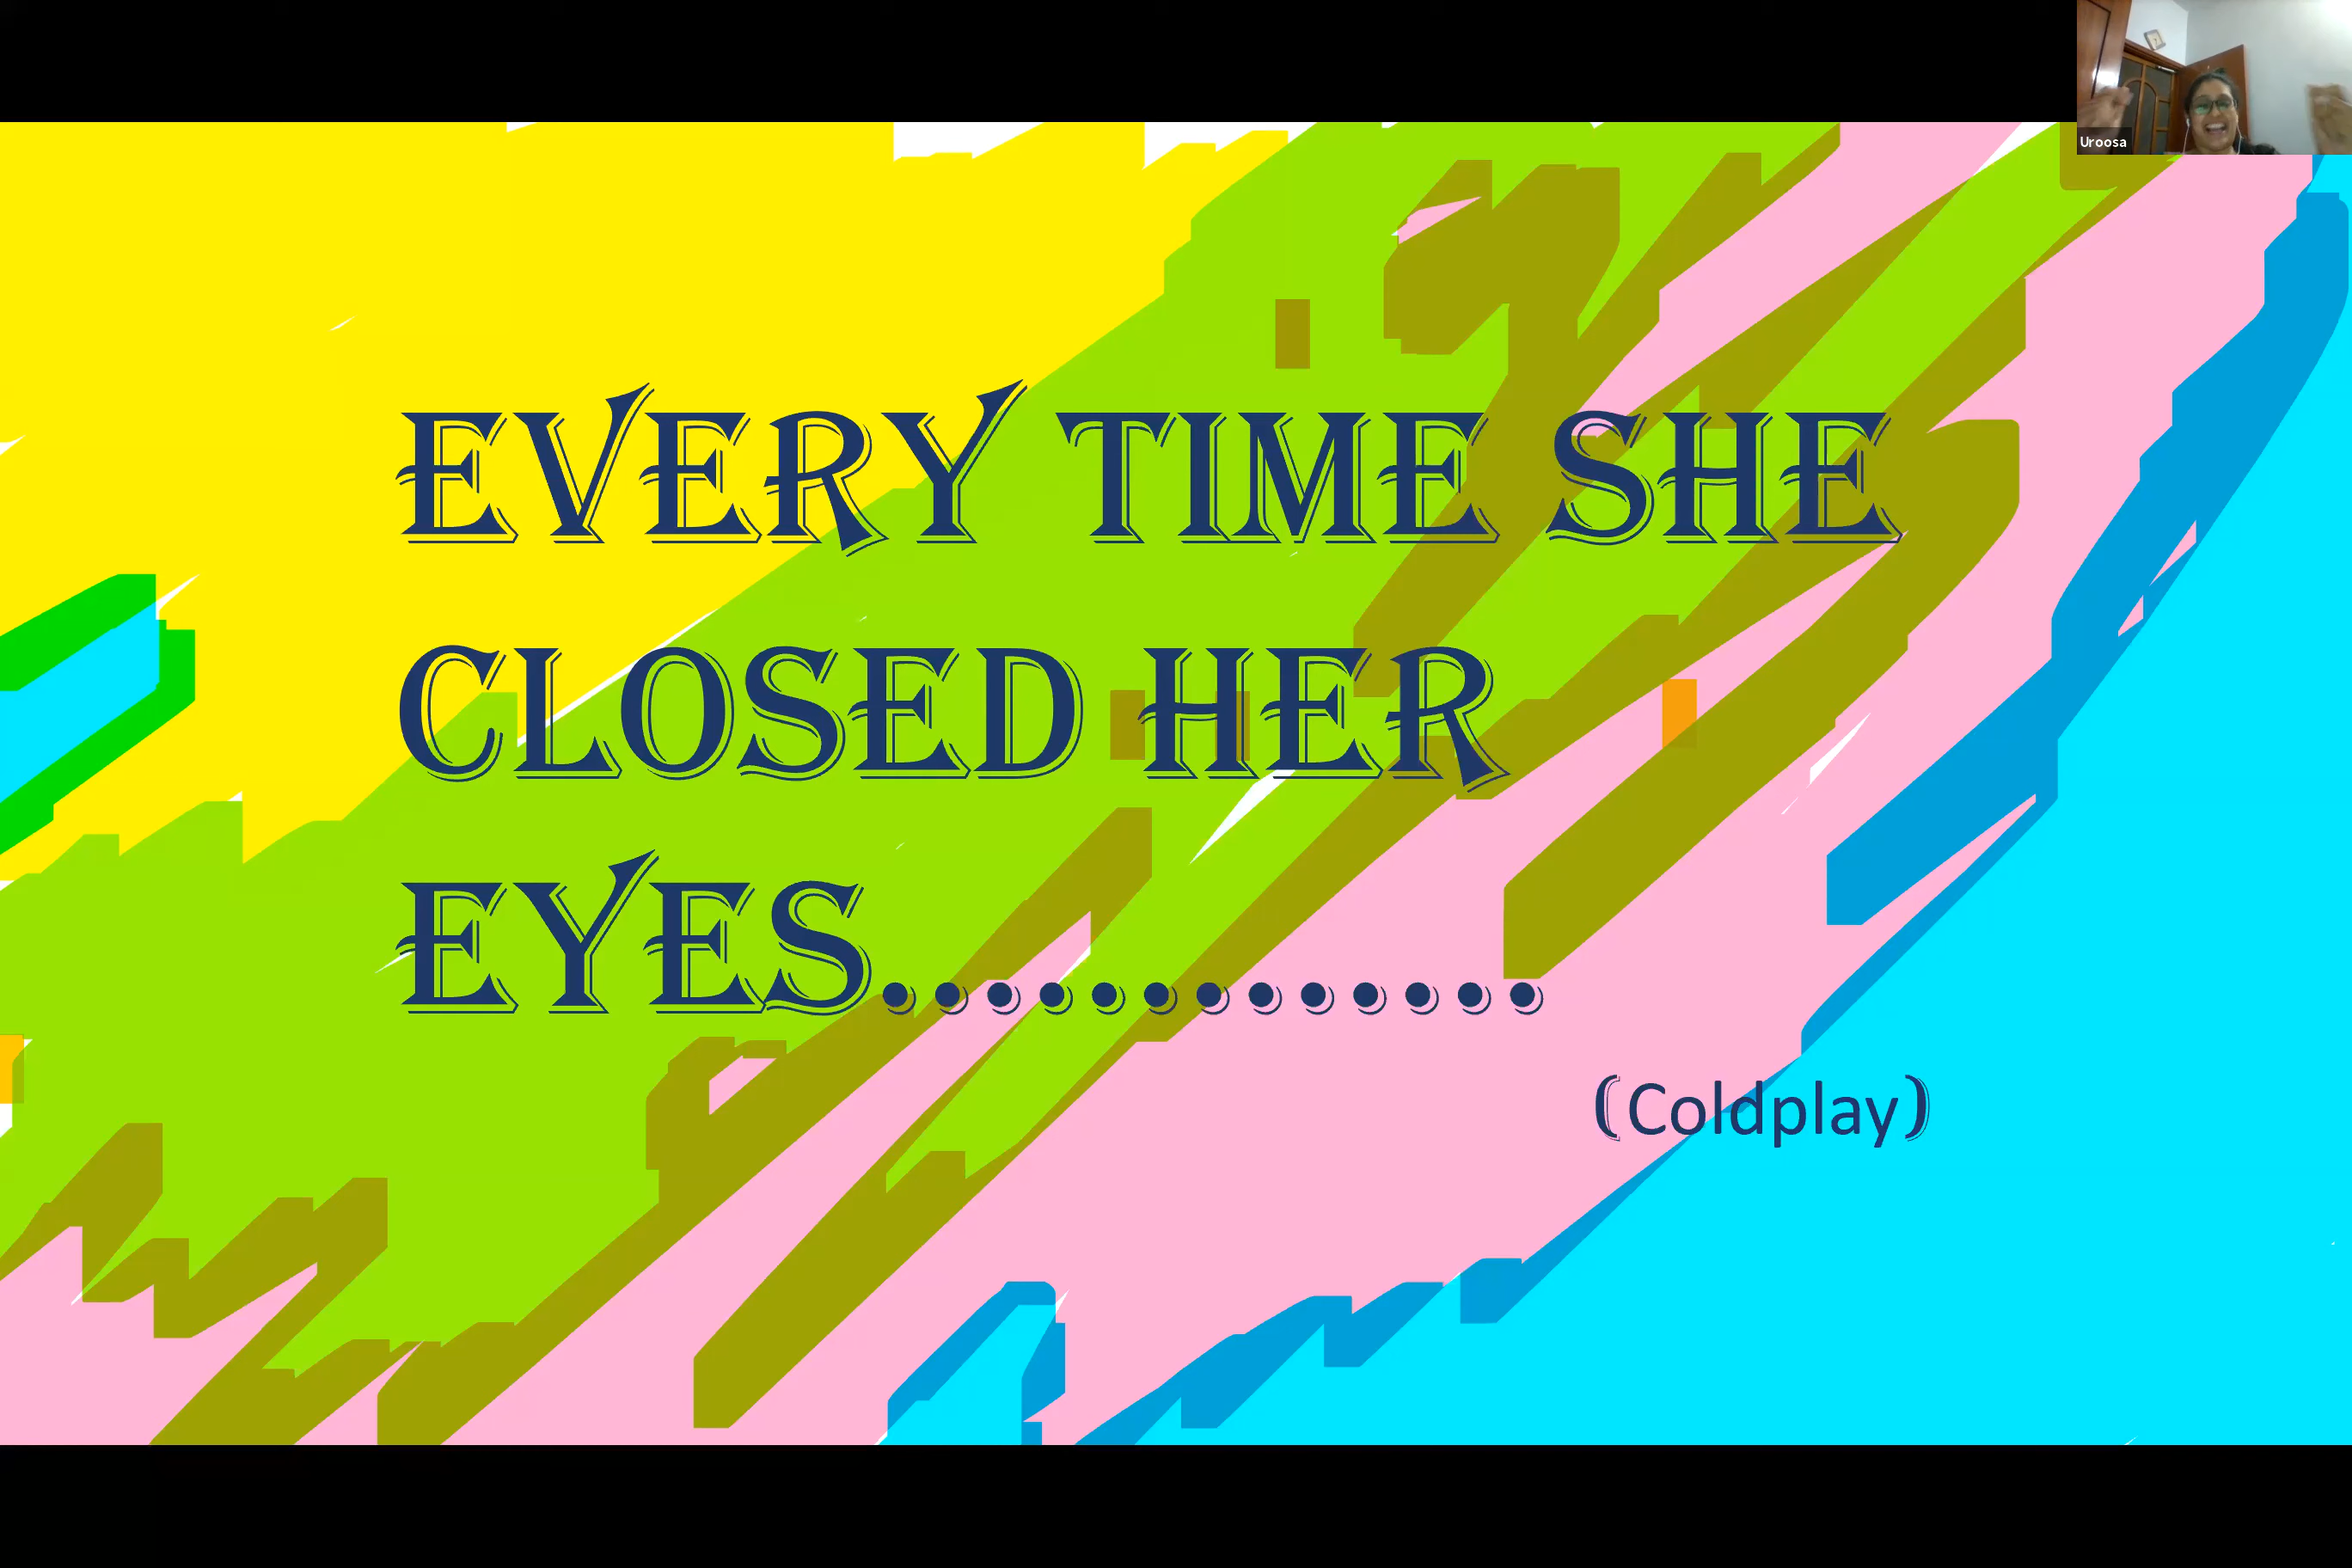 Uroosa
EVERY TIME SHE
CLOSED HER
EYES.............
(Coldplay)